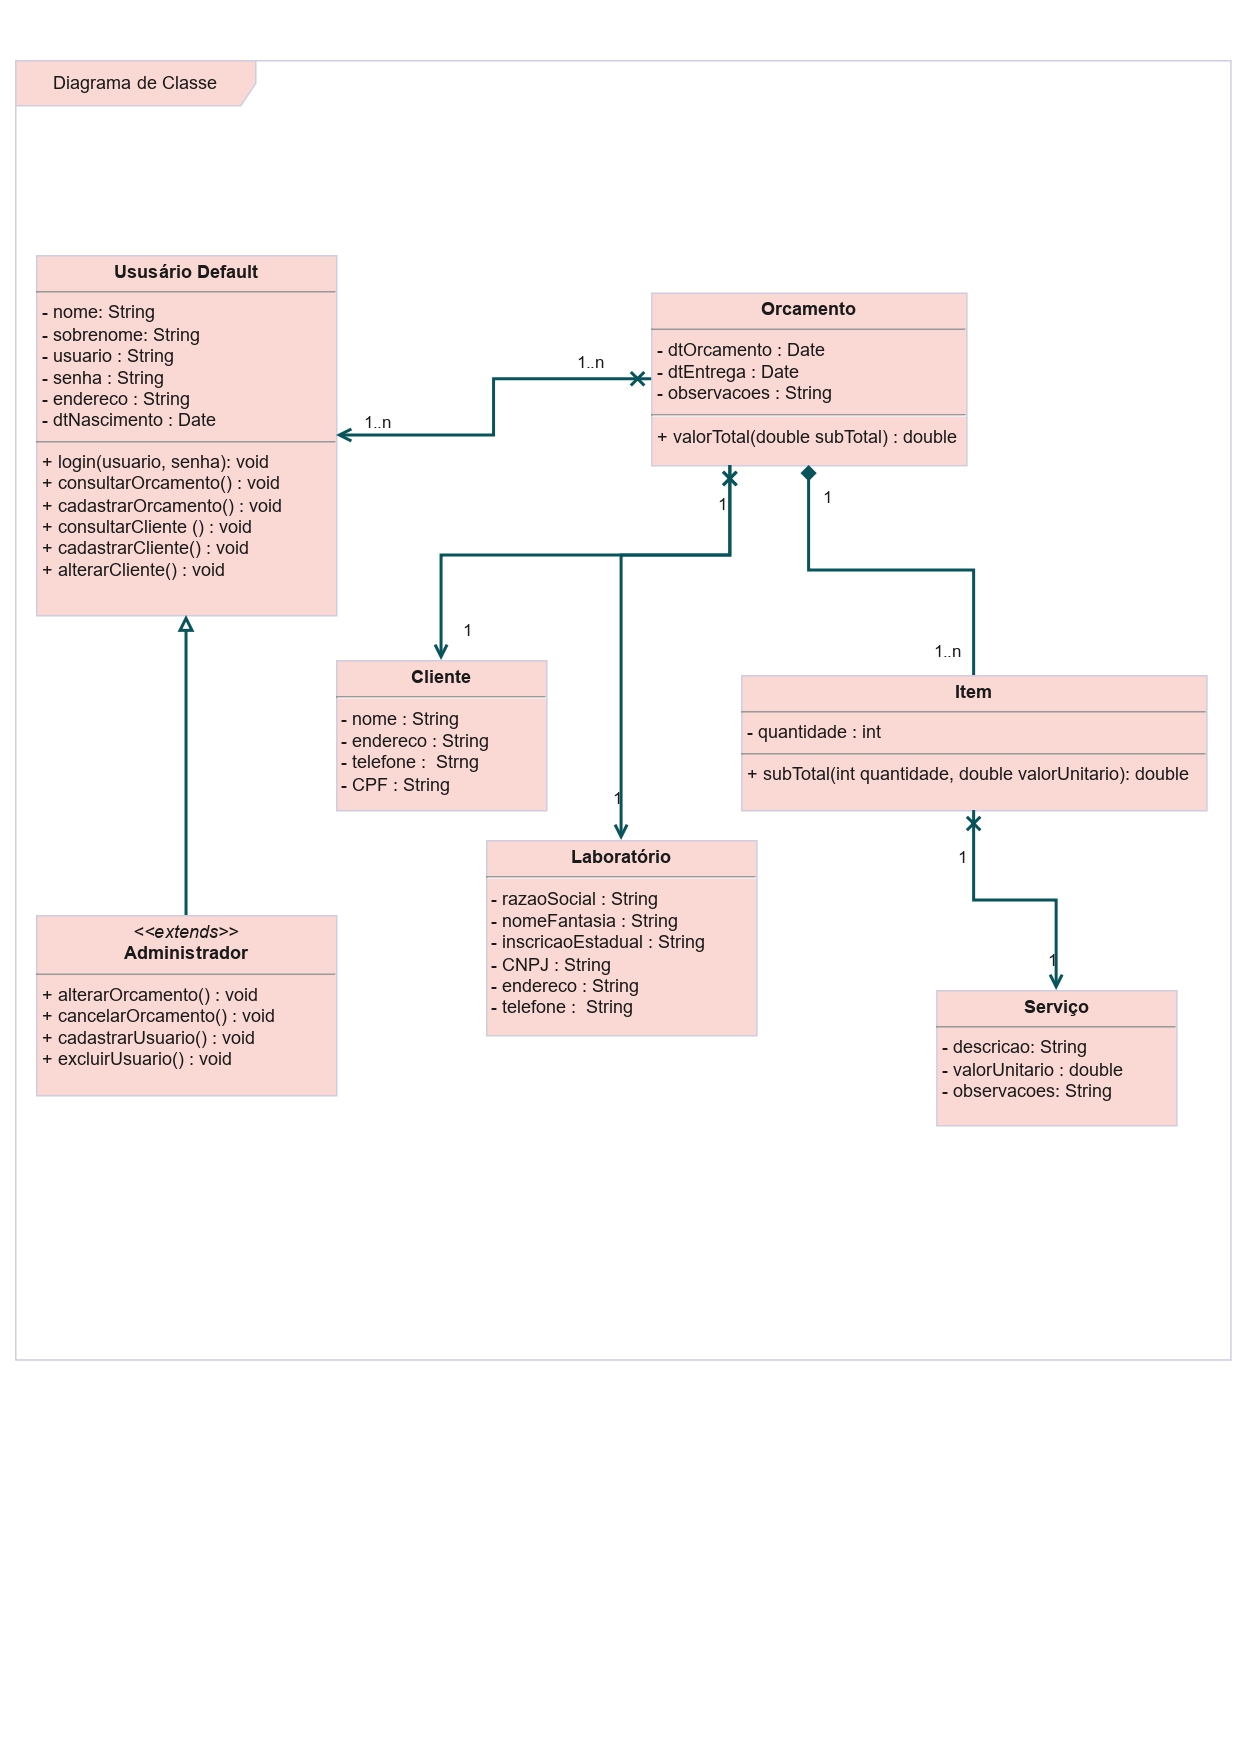 Diagrama de Classe
Ususário Default
- nome: String
- sobrenome: String
- usuario : String
- senha : String
- endereco : String
- dtNascimento : Date
+ login(usuario, senha): void
+ consultarOrcamento() : void
+ cadastrarOrcamento() : void
+ consultarCliente () : void
+ cadastrarCliente() : void
+ alterarCliente() : void
1..n
1..n
Orcamento
- dtOrcamento : Date
- dtEntrega : Date
- observacoes : String
+ valorTotal(double subTotal) : double
1
1
1
1..n
Cliente
- nome : String
- endereco : String
- telefone :  Strng
- CPF : String
Item
- quantidade : int
+ subTotal(int quantidade, double valorUnitario): double
1
Laboratório
- razaoSocial : String
- nomeFantasia : String
- inscricaoEstadual : String
- CNPJ : String
- endereco : String
- telefone :  String
1
1
<<extends>>
Administrador
+ alterarOrcamento() : void
+ cancelarOrcamento() : void
+ cadastrarUsuario() : void
+ excluirUsuario() : void
Serviço
- descricao: String
- valorUnitario : double
- observacoes: String